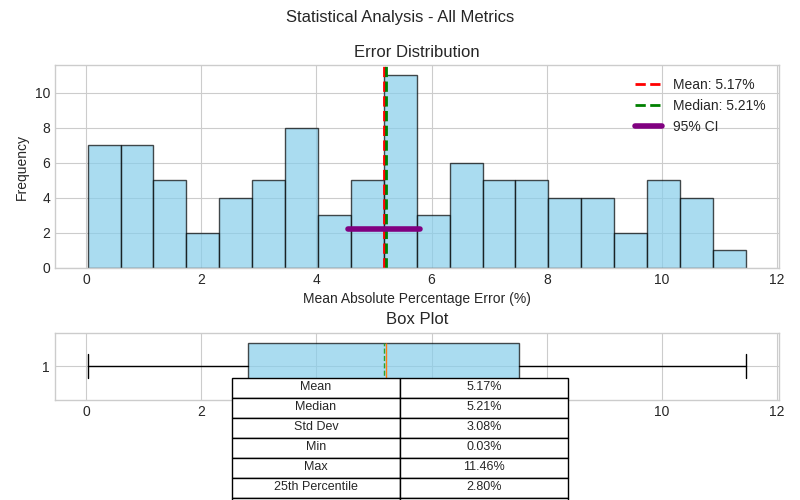 Statistical Analysis - All Metrics
Error Distribution
Mean: 5.17%
Median: 5.21%
95% CI
Frequency
10
8
6
4
2
0
0 2 4 6 8 10 12
Mean Absolute Percentage Error (%)
Box Plot
1
0 2 10 12
Mean 5.17%
Median 5.21%
Std Dev 3.08%
Min 0.03%
Max 11.46%
25th Percentile 2.80%